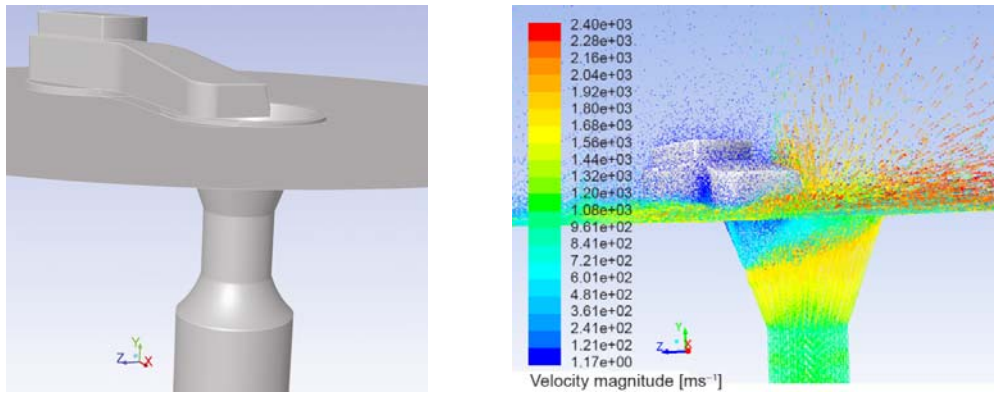 Y
Z
X
2.40e+03
2.28e+03
2.16e+03
2.04e+03
1.92e+03
1.80e+03
1.68e+03
1.56e+03
1.44e+03
1.32e+03
1.20e+03
1.08e+03
9.61e+02
8.41e+02
7.21e+02
6.01e+02
4.81e+02
3.61e+02
2.41e+02
1.21e+02
1.17e+00
Y
Z
X
Velocity magnitude [ms⁻¹]